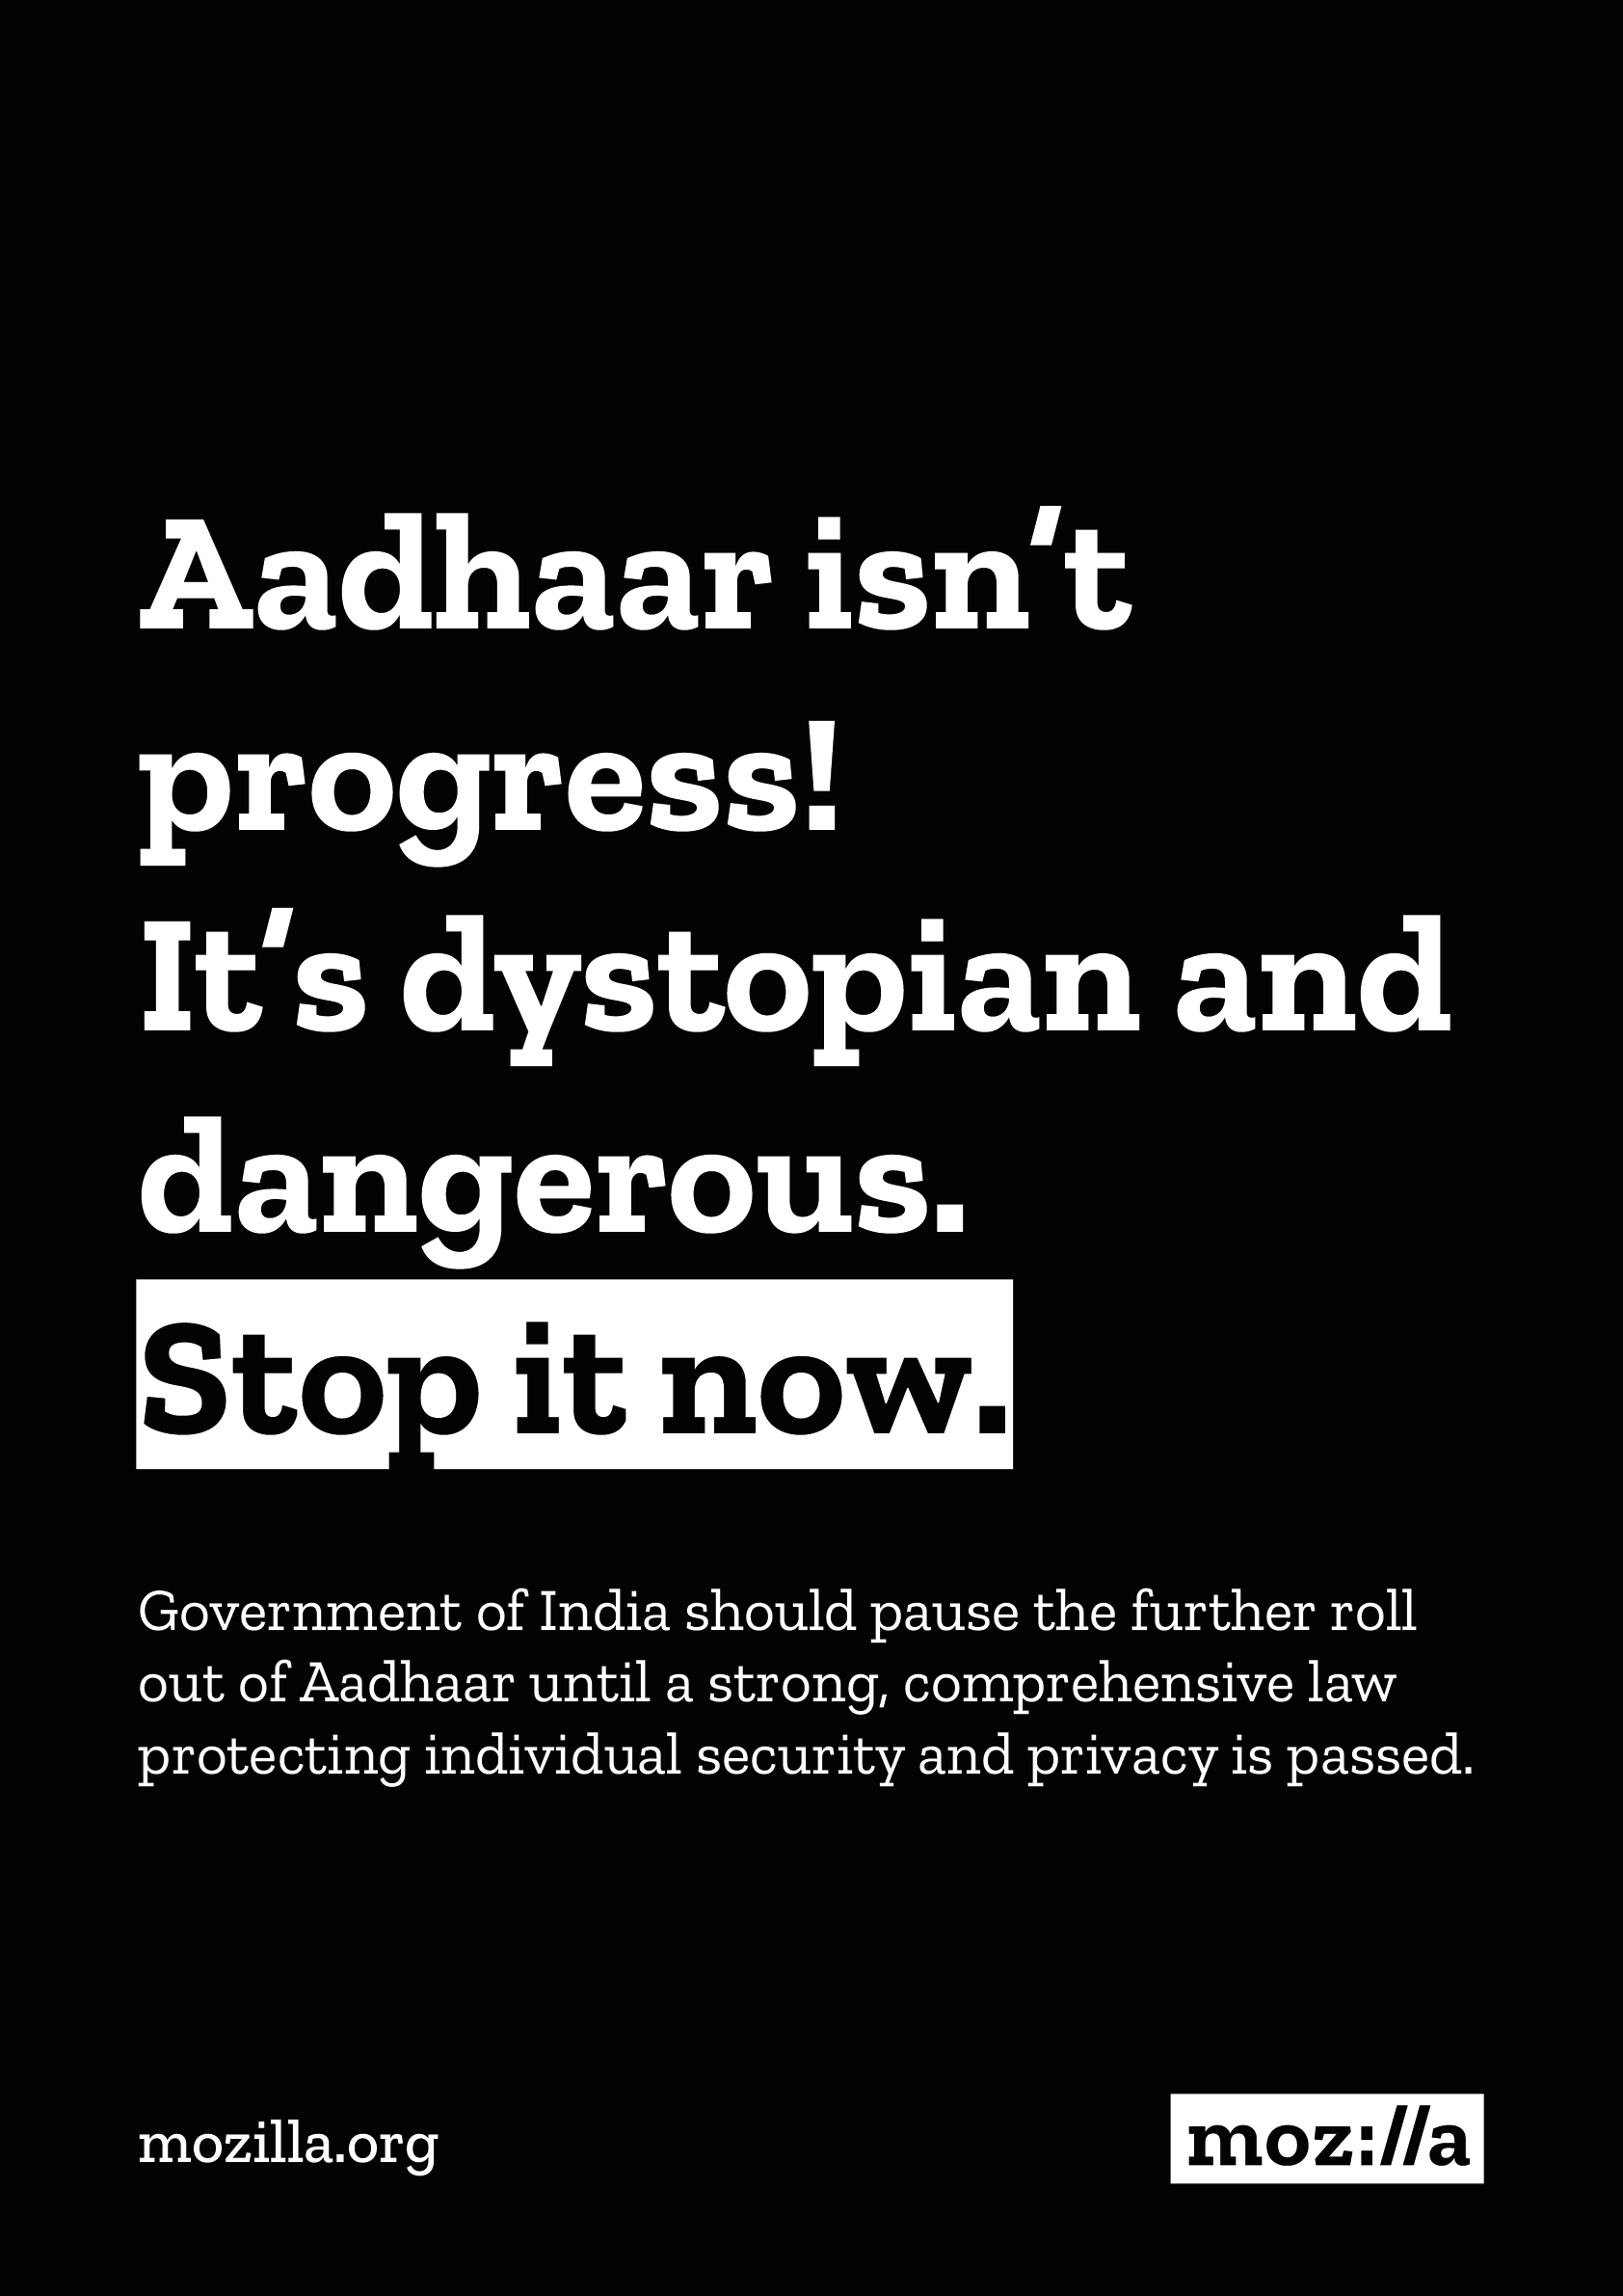 Aadhaar isn't
progress!
It's dystopian and
dangerous.
Stop it now.
Government of India should pause the further roll
out of Aadhaar until a strong, comprehensive law
protecting individual security and privacy is passed.
mozilla.org
moz://a